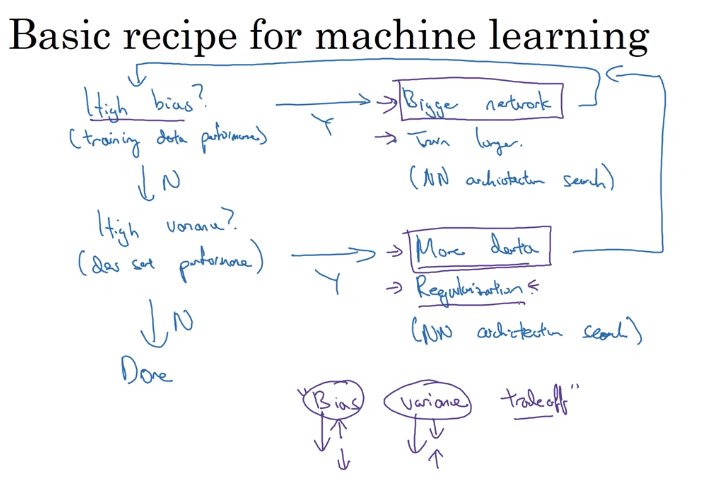 Basic recipe for machine learning
High bias? Y Bigger network
(training data performance) Train longer.
N (NN architecture search)
High variance?
(dev set performance) Y More data
Regularization
N (NN architecture search)
Done
"Bias variance tradeoff"